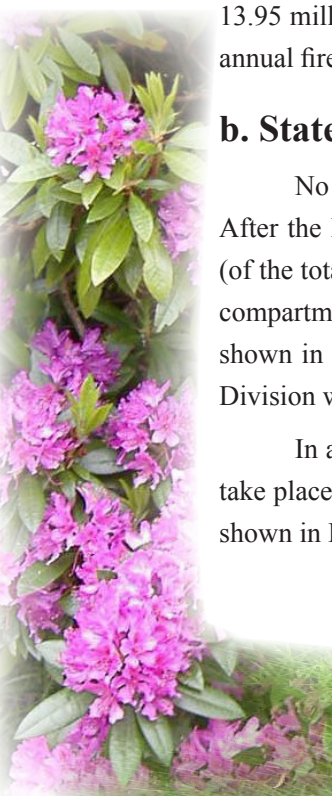 13.95 mill
annual fire
b. State
No
After the
(of the tota
compartm
shown in
Division w
In a
take place
shown in